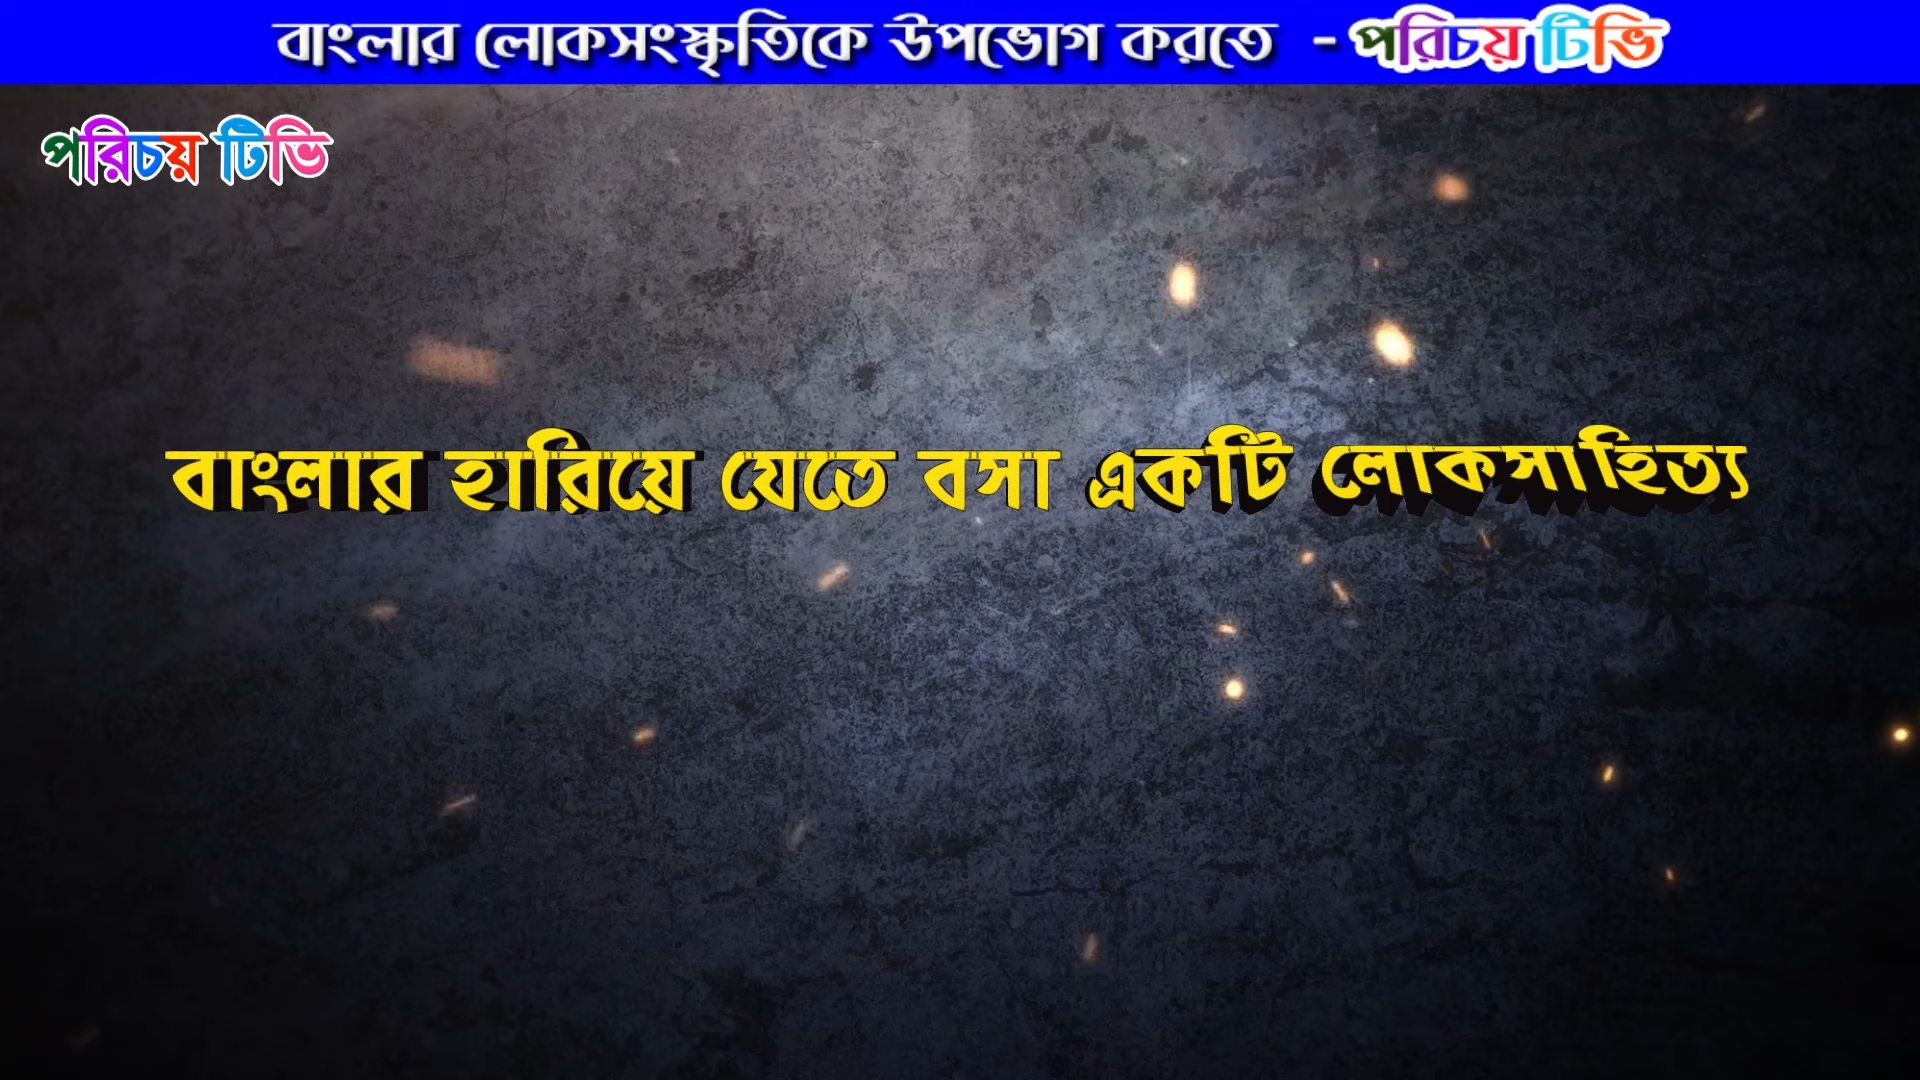 বাংলার লোকসংস্কৃতিকে উপভোগ করতে - পরিচয় টিভি
পরিচয় টিভি
বাংলার হারিয়ে যেতে বসা একটি লোকসাহিত্য